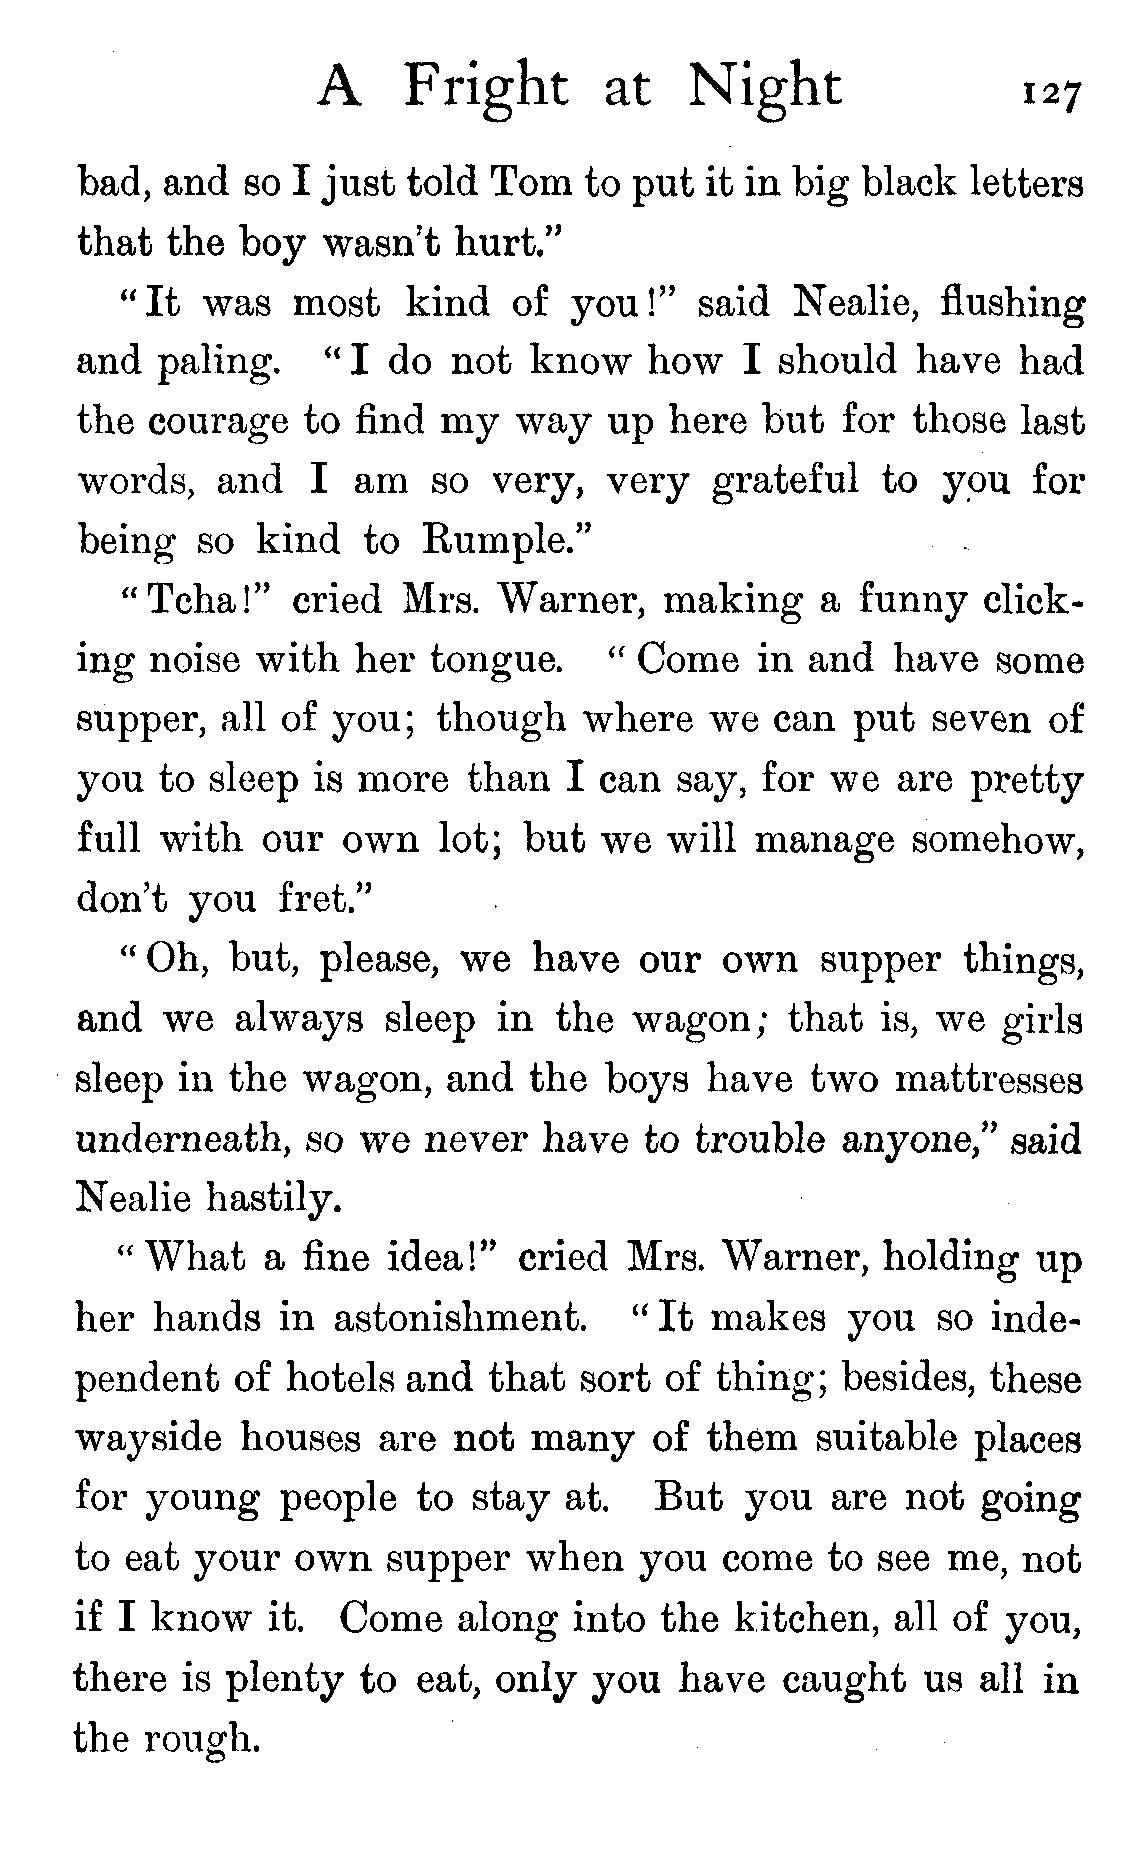 A Fright at Night 127
bad, and so I just told Tom to put it in big black letters
that the boy wasn't hurt."
"It was most kind of you!" said Nealie, flushing
and paling. "I do not know how I should have had
the courage to find my way up here but for those last
words, and I am so very, very grateful to you for
being so kind to Rumple."
"Tcha!" cried Mrs. Warner, making a funny click-
ing noise with her tongue. "Come in and have some
supper, all of you; though where we can put seven of
you to sleep is more than I can say, for we are pretty
full with our own lot; but we will manage somehow,
don't you fret."
"Oh, but, please, we have our own supper things,
and we always sleep in the wagon; that is, we girls
sleep in the wagon, and the boys have two mattresses
underneath, so we never have to trouble anyone," said
Nealie hastily.
"What a fine idea!" cried Mrs. Warner, holding up
her hands in astonishment. "It makes you so inde-
pendent of hotels and that sort of thing; besides, these
wayside houses are not many of them suitable places
for young people to stay at. But you are not going
to eat your own supper when you come to see me, not
if I know it. Come along into the kitchen, all of you,
there is plenty to eat, only you have caught us all in
the rough.